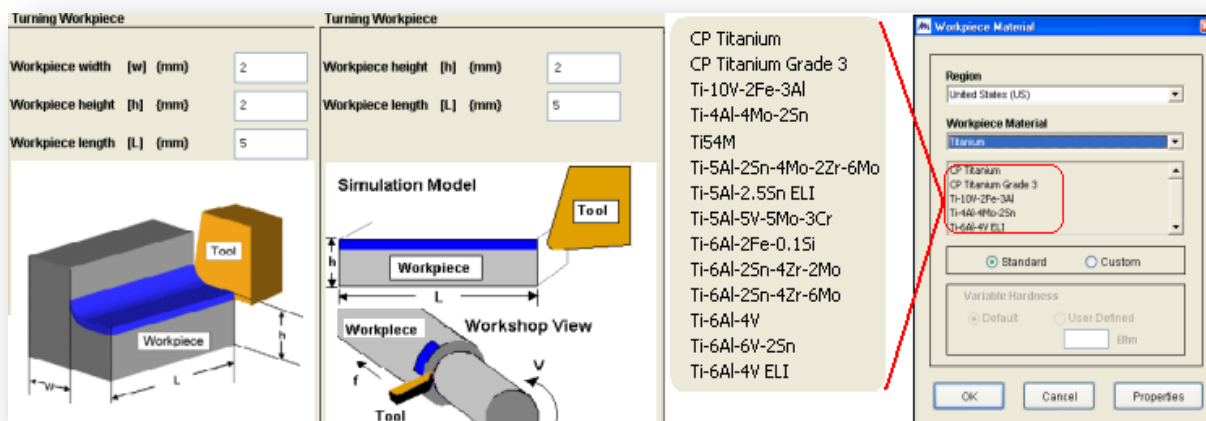 Turning Workpiece
Workpiece width [w] (mm) 2
Workpiece height [h] (mm) 2
Workpiece length [L] (mm) 5
Tool
Workpiece
f
h
w
L
Turning Workpiece
Workpiece height [h] (mm) 2
Workpiece length [L] (mm) 5
Simulation Model
Tool
h
Workpiece
L
Workpiece
Workshop View
f
V
Tool
CP Titanium
CP Titanium Grade 3
Ti-10V-2Fe-3Al
Ti-4Al-4Mo-2Sn
Ti54M
Ti-5Al-2Sn-4Mo-2Zr-6Mo
Ti-5Al-2.5Sn ELI
Ti-5Al-5V-5Mo-3Cr
Ti-6Al-2Fe-0.1Si
Ti-6Al-2Sn-4Zr-2Mo
Ti-6Al-2Sn-4Zr-6Mo
Ti-6Al-4V
Ti-6Al-6V-2Sn
Ti-6Al-4V ELI
Workpiece Material
Region
United States (US)
Workpiece Material
Titanium
CP Titanium
CP Titanium Grade 3
Ti-10V-2Fe-3Al
Ti-4Al-4Mo-2Sn
Ti-6Al-4V ELI
Standard Custom
Variable Hardness
Default User Defined
Bhn
OK Cancel Properties